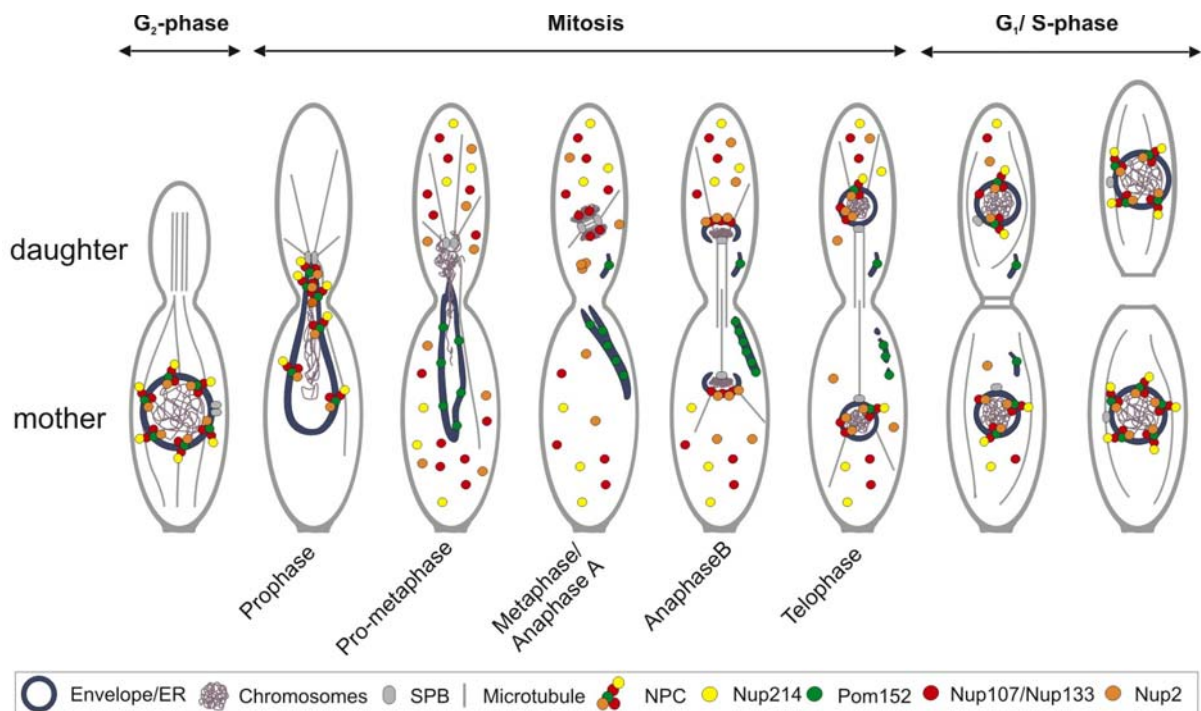 G₂-phase Mitosis G₁/ S-phase
daughter
mother
Prophase
Pro-metaphase
Metaphase/
Anaphase A
AnaphaseB
Telophase
Envelope/ER Chromosomes SPB Microtubule NPC Nup214 Pom152 Nup107/Nup133 Nup2